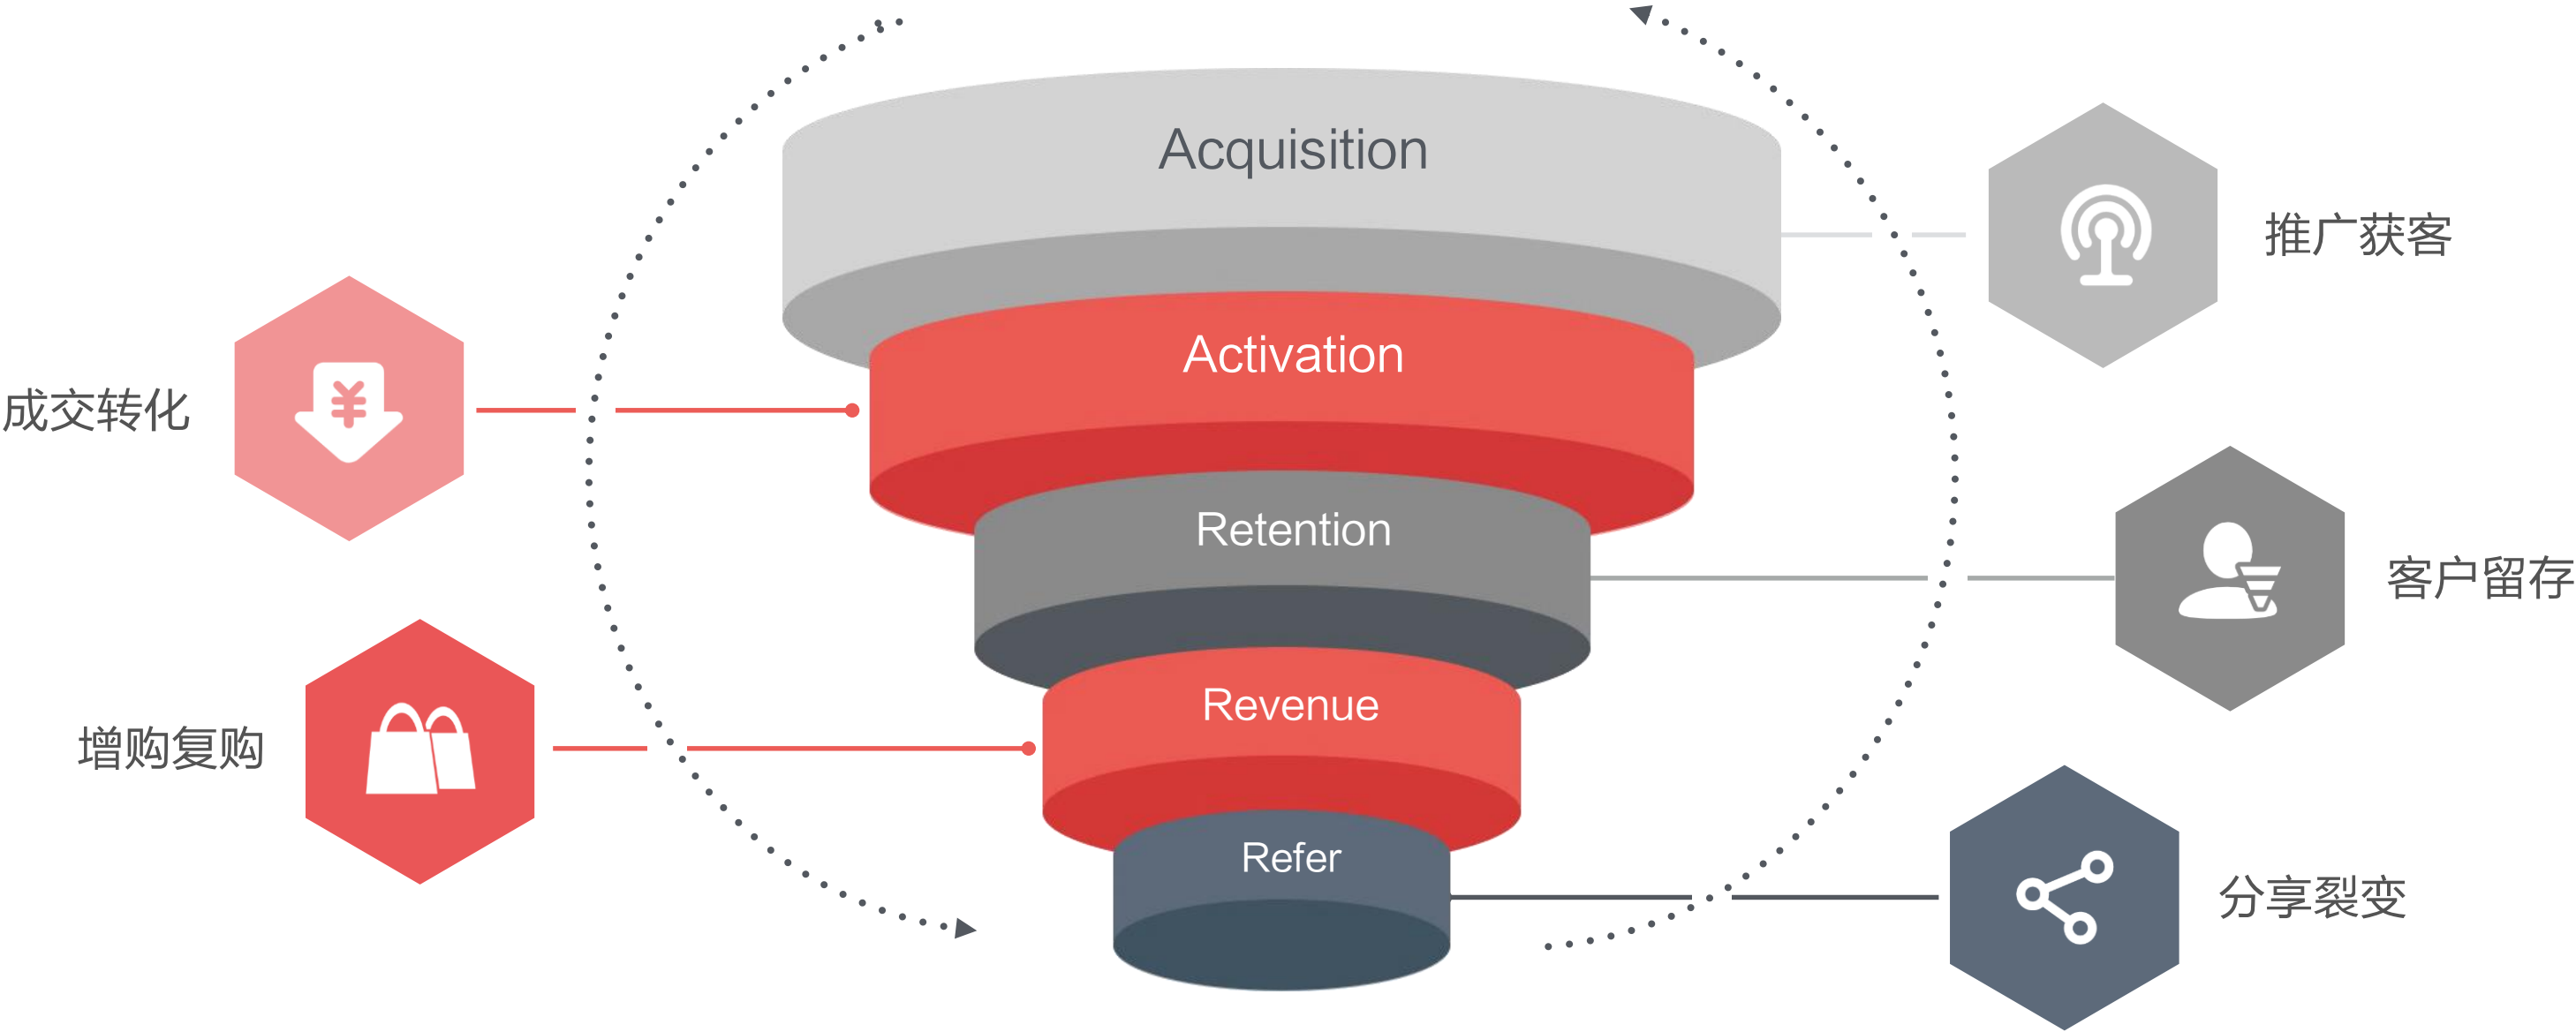 Acquisition
推广获客
Activation
成交转化
Retention
客户留存
Revenue
增购复购
Refer
分享裂变
¥